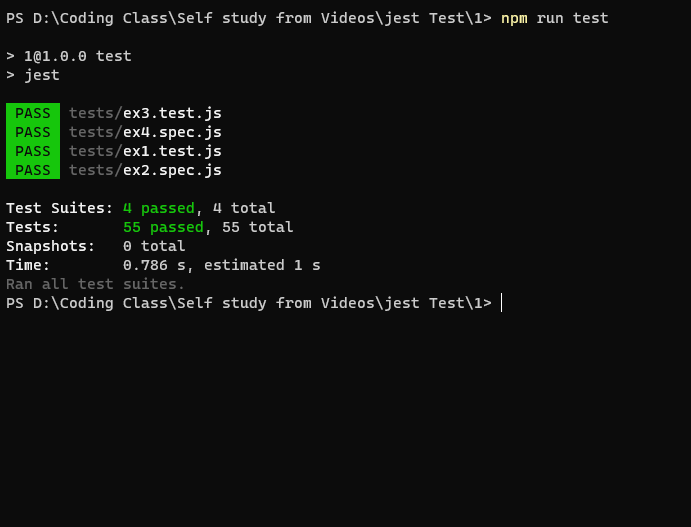 PS D:\Coding Class\Self study from Videos\jest Test\1> npm run test
> 1@1.0.0 test
> jest
PASS tests/ex3.test.js
PASS tests/ex4.spec.js
PASS tests/ex1.test.js
PASS tests/ex2.spec.js
Test Suites: 4 passed, 4 total
Tests: 55 passed, 55 total
Snapshots: 0 total
Time: 0.786 s, estimated 1 s
Ran all test suites.
PS D:\Coding Class\Self study from Videos\jest Test\1>